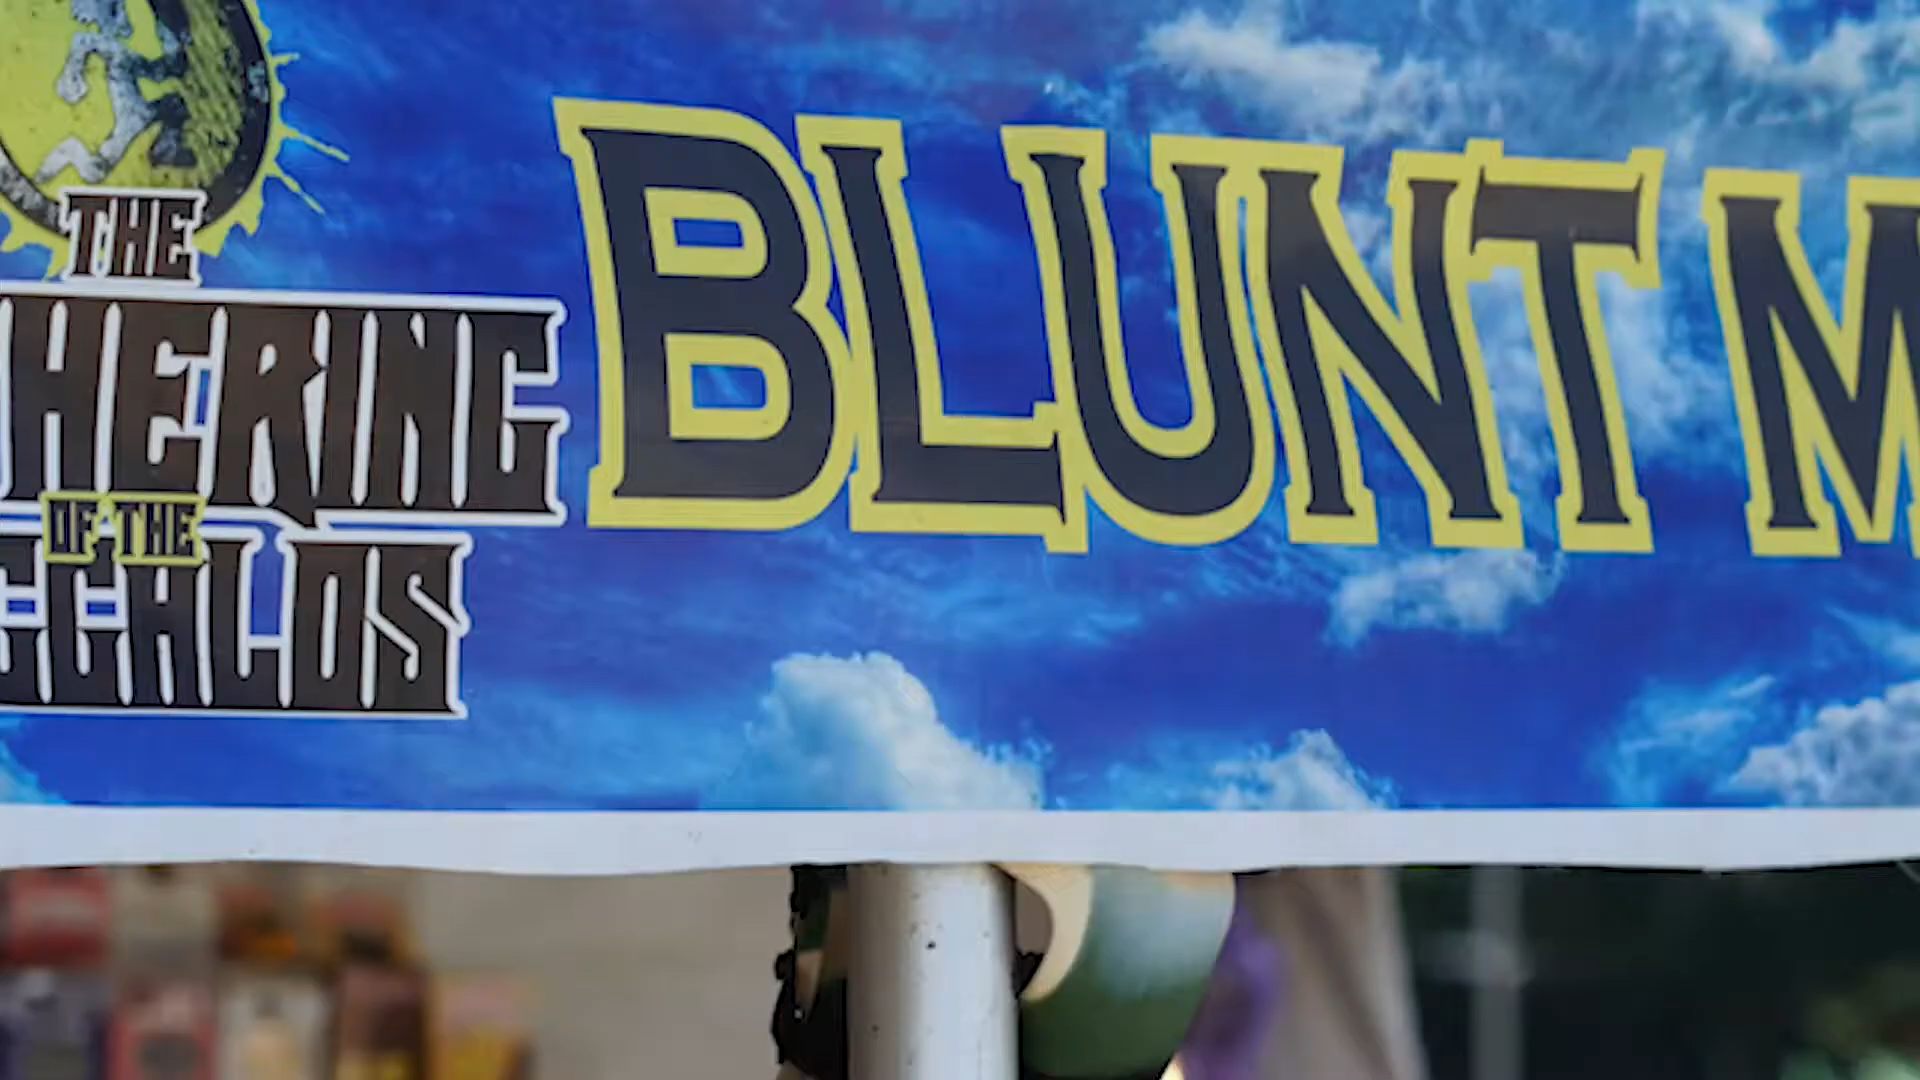 THE
HERING
OF THE
GGALOS
BLUNT M